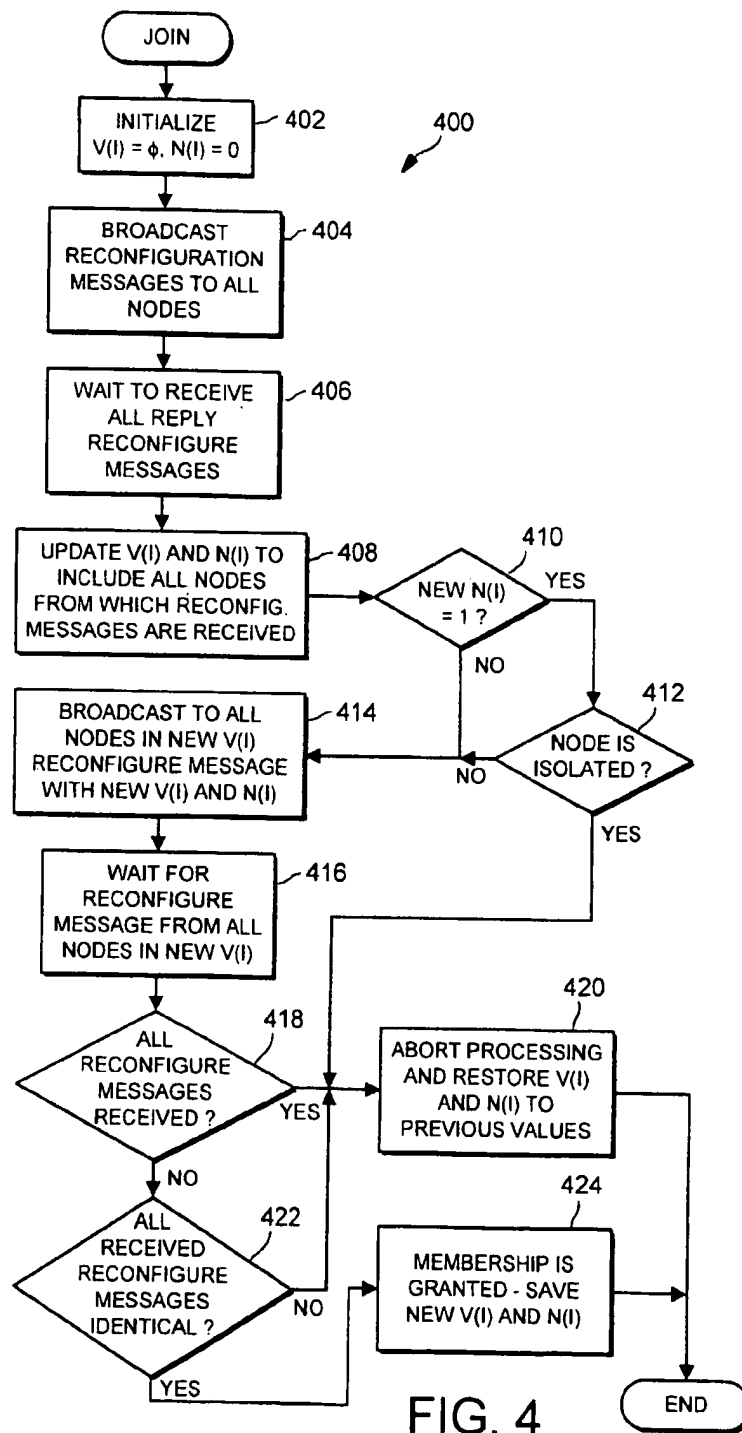 JOIN
INITIALIZE
V(I) = ϕ, N(I) = 0
402
400
BROADCAST
RECONFIGURATION
MESSAGES TO ALL
NODES
404
WAIT TO RECEIVE
ALL REPLY
RECONFIGURE
MESSAGES
406
UPDATE V(I) AND N(I) TO
INCLUDE ALL NODES
FROM WHICH RECONFIG.
MESSAGES ARE RECEIVED
408
410
NEW N(I)
= 1 ?
YES
NO
412
NODE IS
ISOLATED ?
NO
YES
BROADCAST TO ALL
NODES IN NEW V(I)
RECONFIGURE MESSAGE
WITH NEW V(I) AND N(I)
414
WAIT FOR
RECONFIGURE
MESSAGE FROM ALL
NODES IN NEW V(I)
416
ALL
RECONFIGURE
MESSAGES
RECEIVED ?
418
YES
NO
420
ABORT PROCESSING
AND RESTORE V(I)
AND N(I) TO
PREVIOUS VALUES
ALL
RECEIVED
RECONFIGURE
MESSAGES
IDENTICAL ?
422
NO
YES
424
MEMBERSHIP IS
GRANTED - SAVE
NEW V(I) AND N(I)
END
FIG. 4